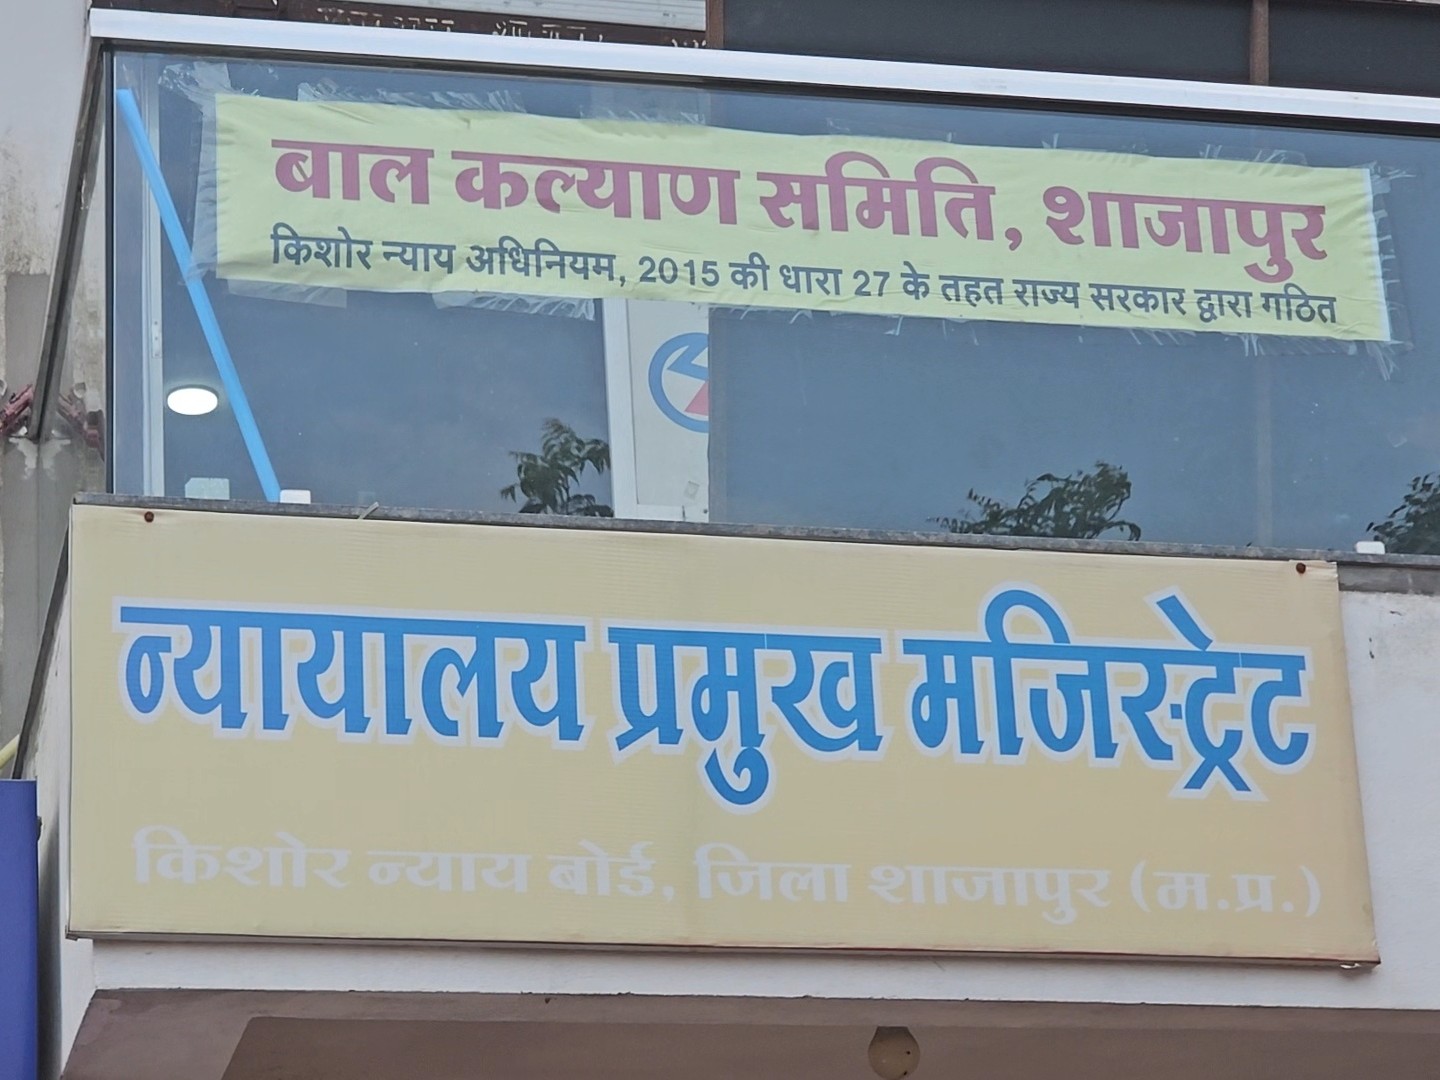 बाल कल्याण समिति, शाजापुर
किशोर न्याय अधिनियम, 2015 की धारा 27 के तहत राज्य सरकार द्वारा गठित
न्यायालय प्रमुख मजिस्ट्रेट
किशोर न्याय बोर्ड, जिला शाजापुर (म.प्र.)